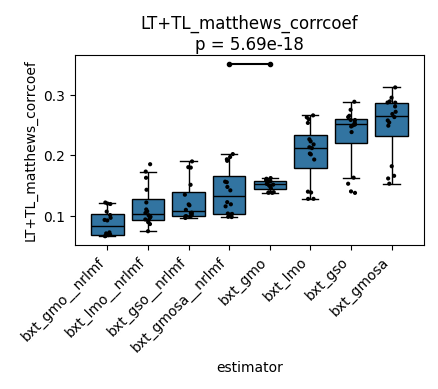 LT+TL_matthews_corrcoef
p = 5.69e-18
LT+TL_matthews_corrcoef
0.3
0.2
0.1
bxt_gmo__nrlmf
bxt_lmo__nrlmf
bxt_gso__nrlmf
bxt_gmosa__nrlmf
bxt_gmo
bxt_lmo
bxt_gso
bxt_gmosa
estimator